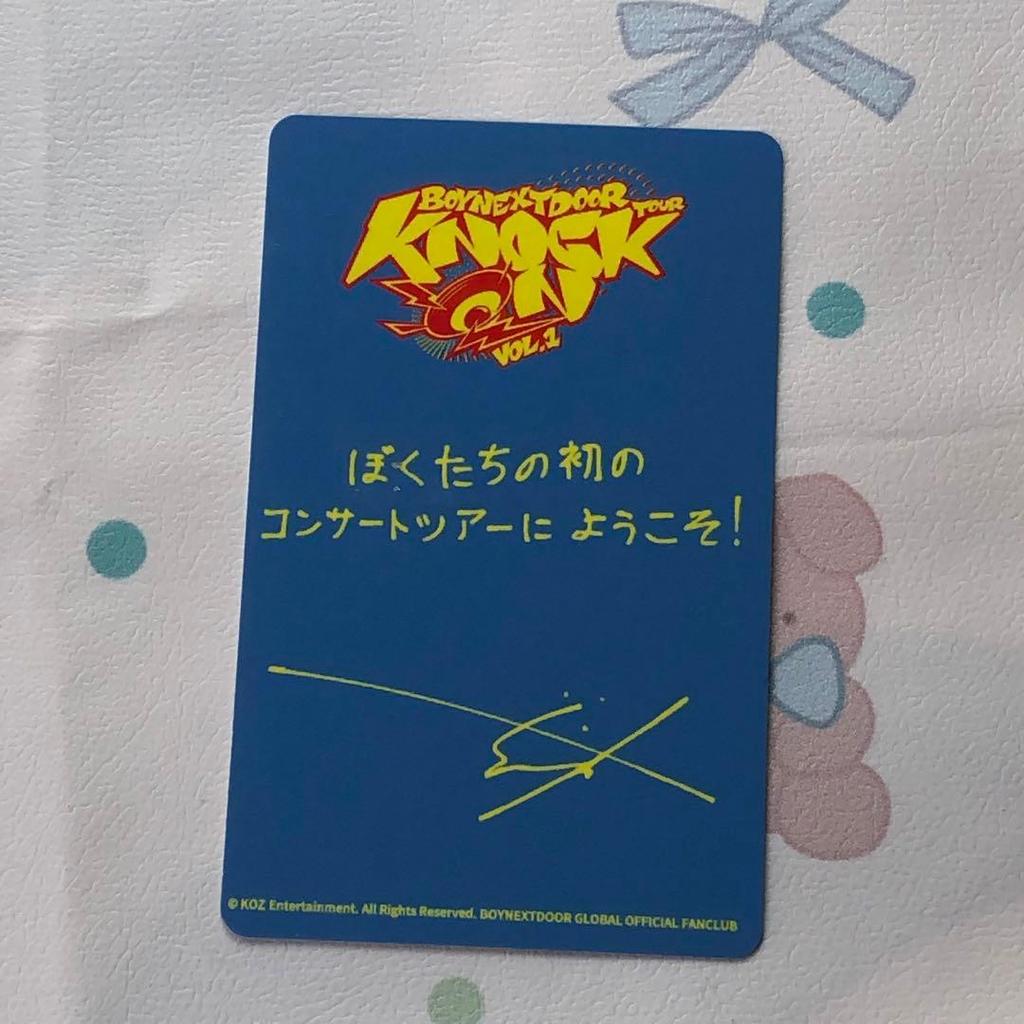 BOYNEXTDOOR TOUR
KNOCK
ON
VOL.1
ぼくたちの初の
コンサートツアーに ようこそ!
© KOZ Entertainment. All Rights Reserved. BOYNEXTDOOR GLOBAL OFFICIAL FANCLUB